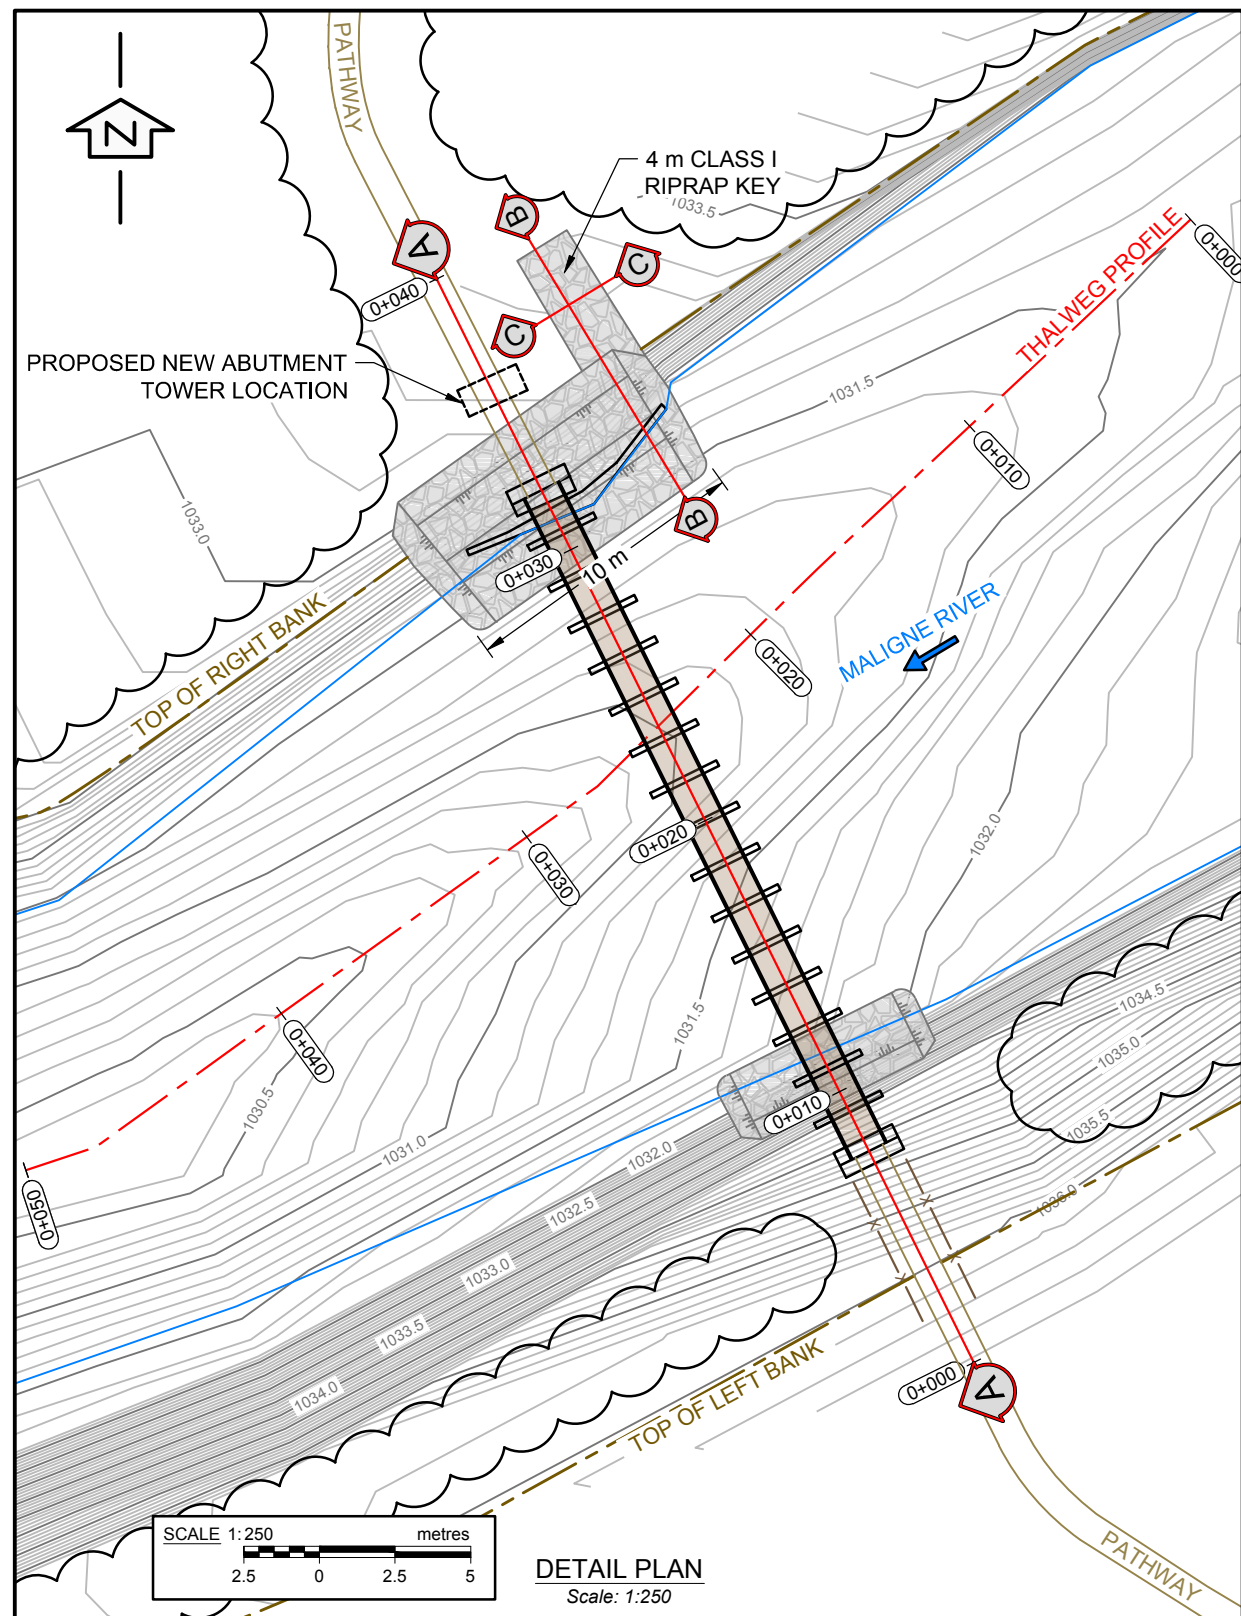 PATHWAY
N
4 m CLASS I
RIPRAP KEY
1033.5
B
A
C
THALWEG PROFILE
0+000
0+040
C
PROPOSED NEW ABUTMENT
TOWER LOCATION
1031.5
0+010
1033.0
B
0+030
10 m
TOP OF RIGHT BANK
MALIGNE RIVER
0+020
0+020
1032.0
0+030
1034.5
1031.5
0+040
1035.0
1030.5
0+010
1035.5
1031.0
1032.0
X
X
1036.0
0+050
1032.5
X
X
1033.0
1033.5
TOP OF LEFT BANK
0+000
A
1034.0
SCALE 1:250 metres
2.5 0 2.5 5
DETAIL PLAN
Scale: 1:250
PATHWAY